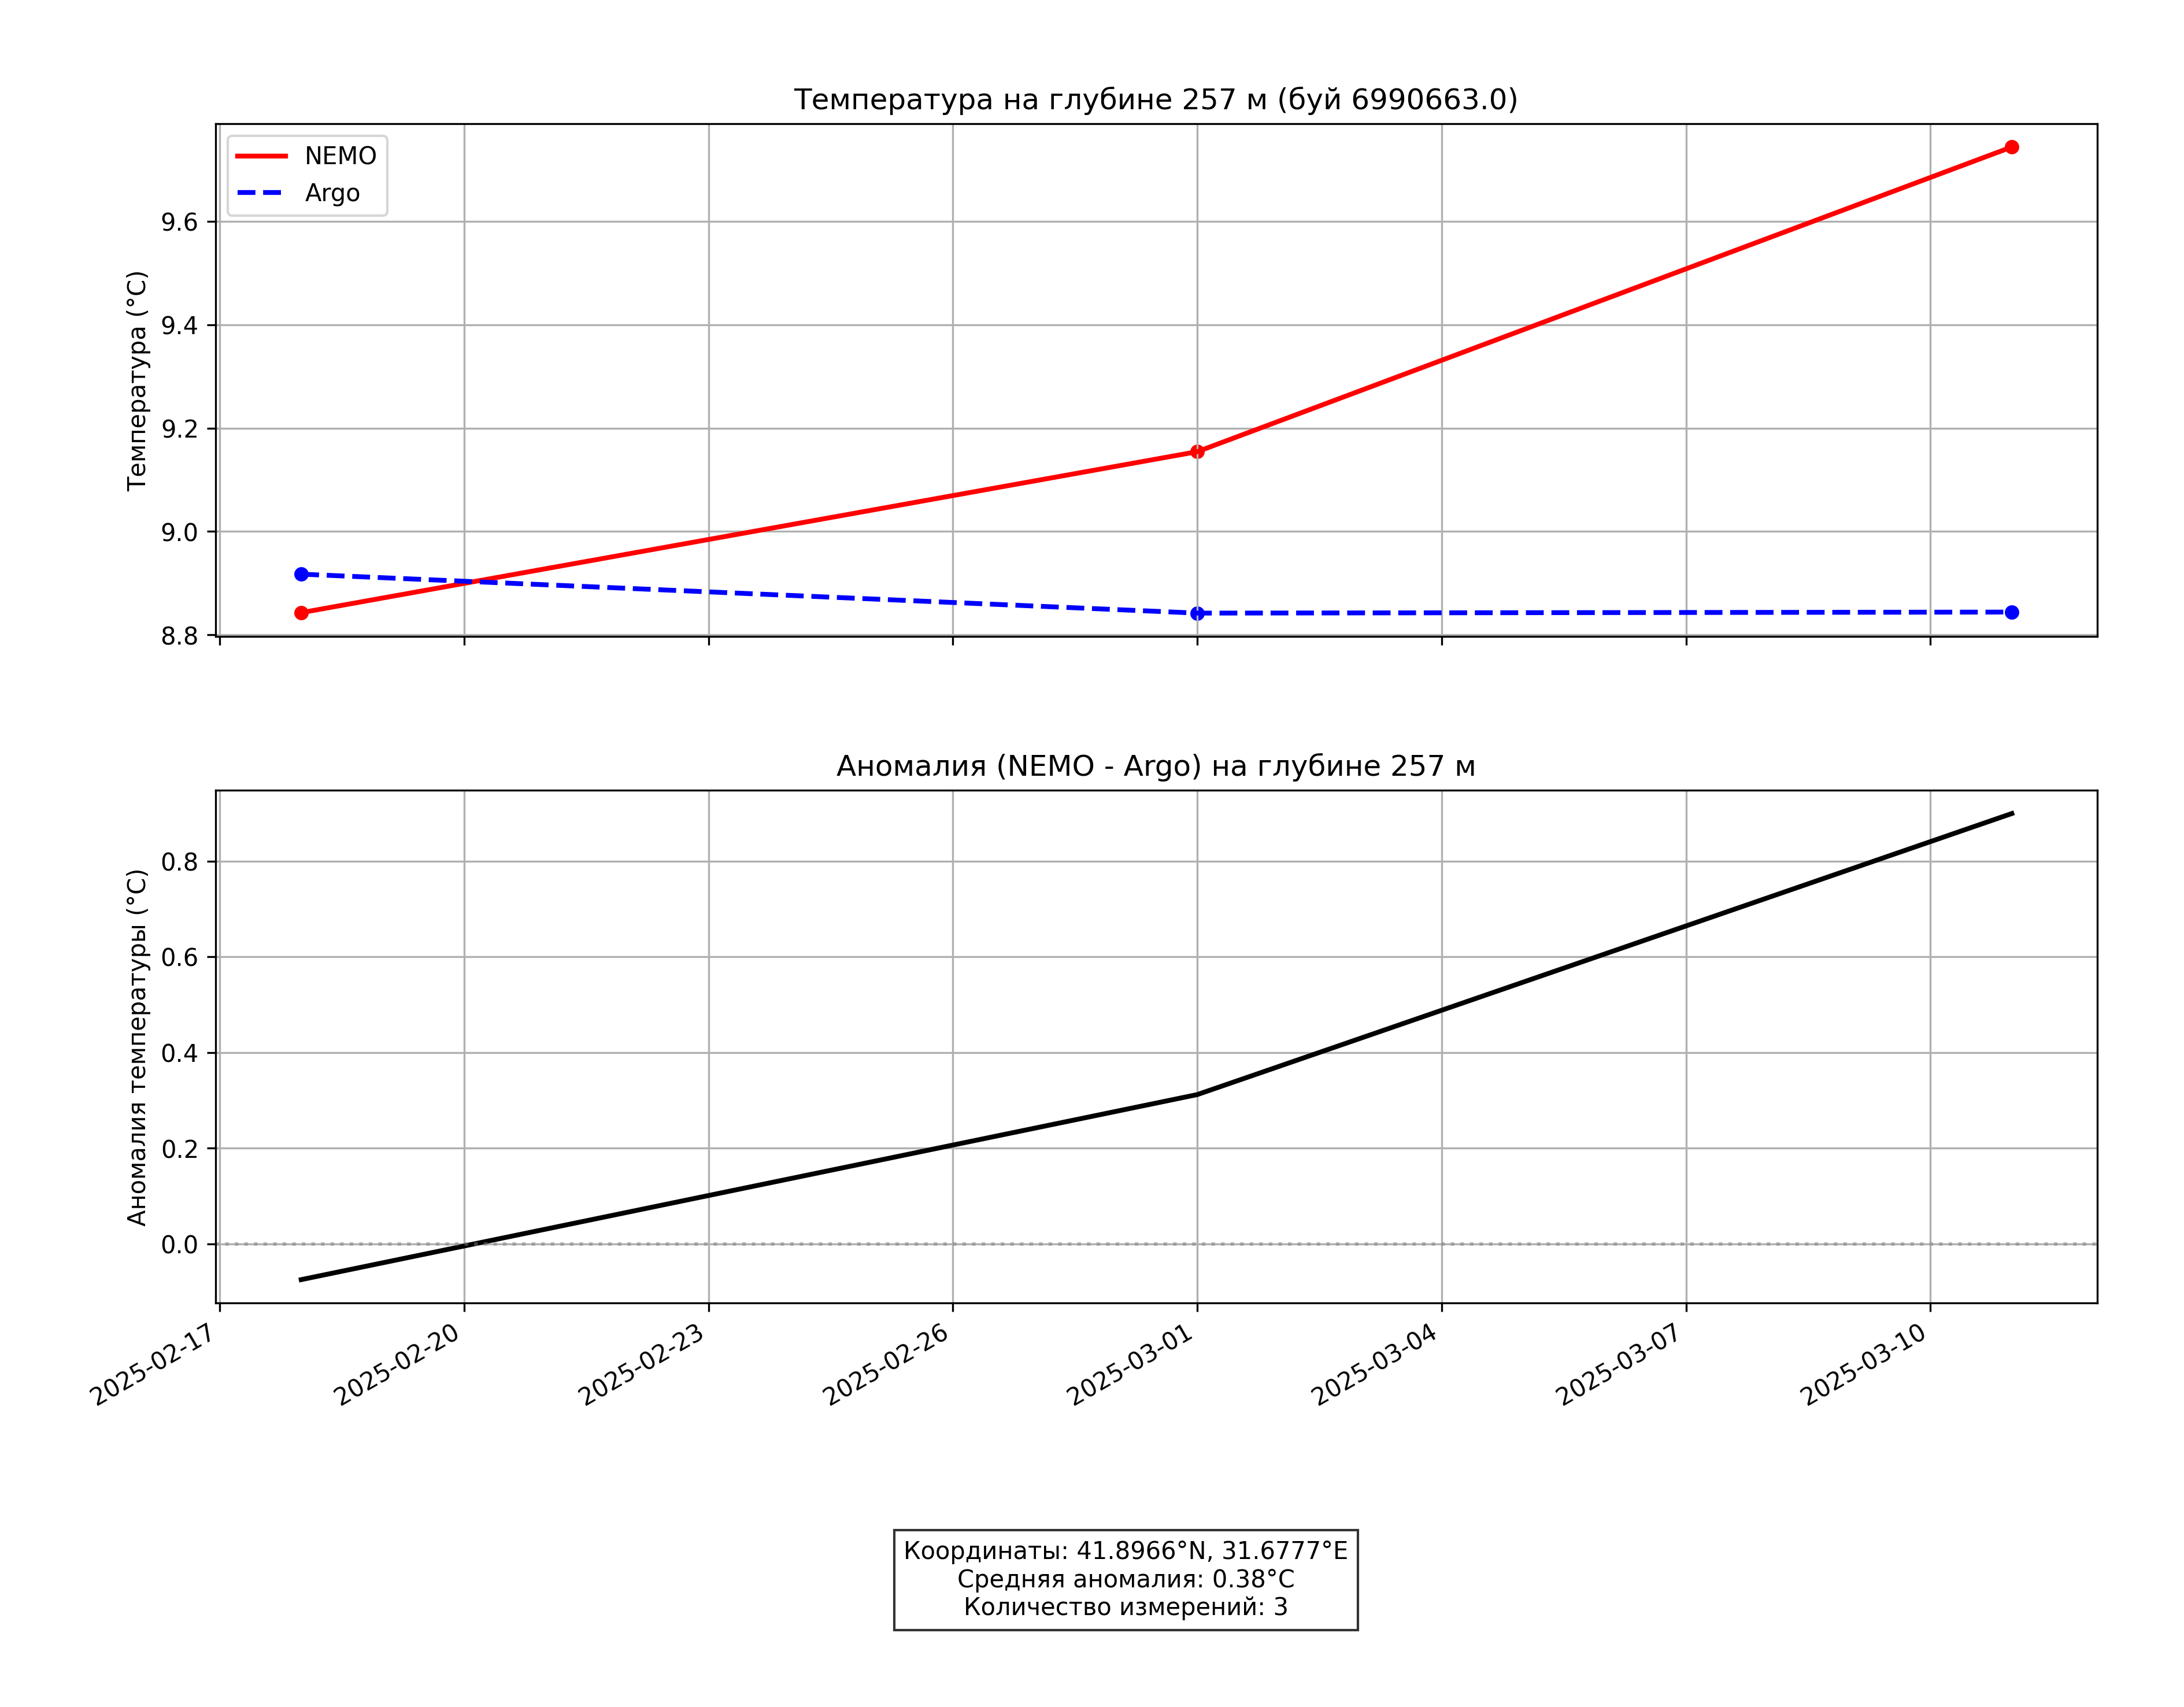 Температура на глубине 257 м (буй 6990663.0)
NEMO
Argo
Температура (°C)
9.6
9.4
9.2
9.0
8.8
Аномалия (NEMO - Argo) на глубине 257 м
Аномалия температуры (°C)
0.8
0.6
0.4
0.2
0.0
2025-02-17
2025-02-20
2025-02-23
2025-02-26
2025-03-01
2025-03-04
2025-03-07
2025-03-10
Координаты: 41.8966°N, 31.6777°E
Средняя аномалия: 0.38°C
Количество измерений: 3